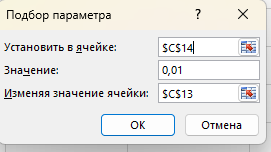 Подбор параметра
Установить в ячейке: $C$14
Значение: 0,01
Изменяя значение ячейки: $C$13
ОК Отмена